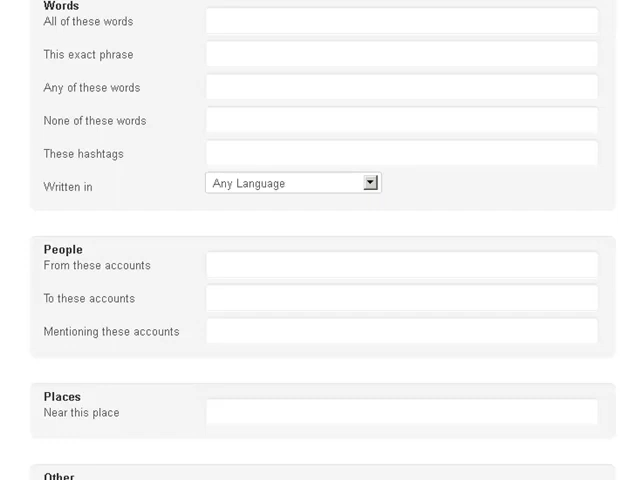 Words
All of these words
This exact phrase
Any of these words
None of these words
These hashtags
Written in Any Language
People
From these accounts
To these accounts
Mentioning these accounts
Places
Near this place
Other